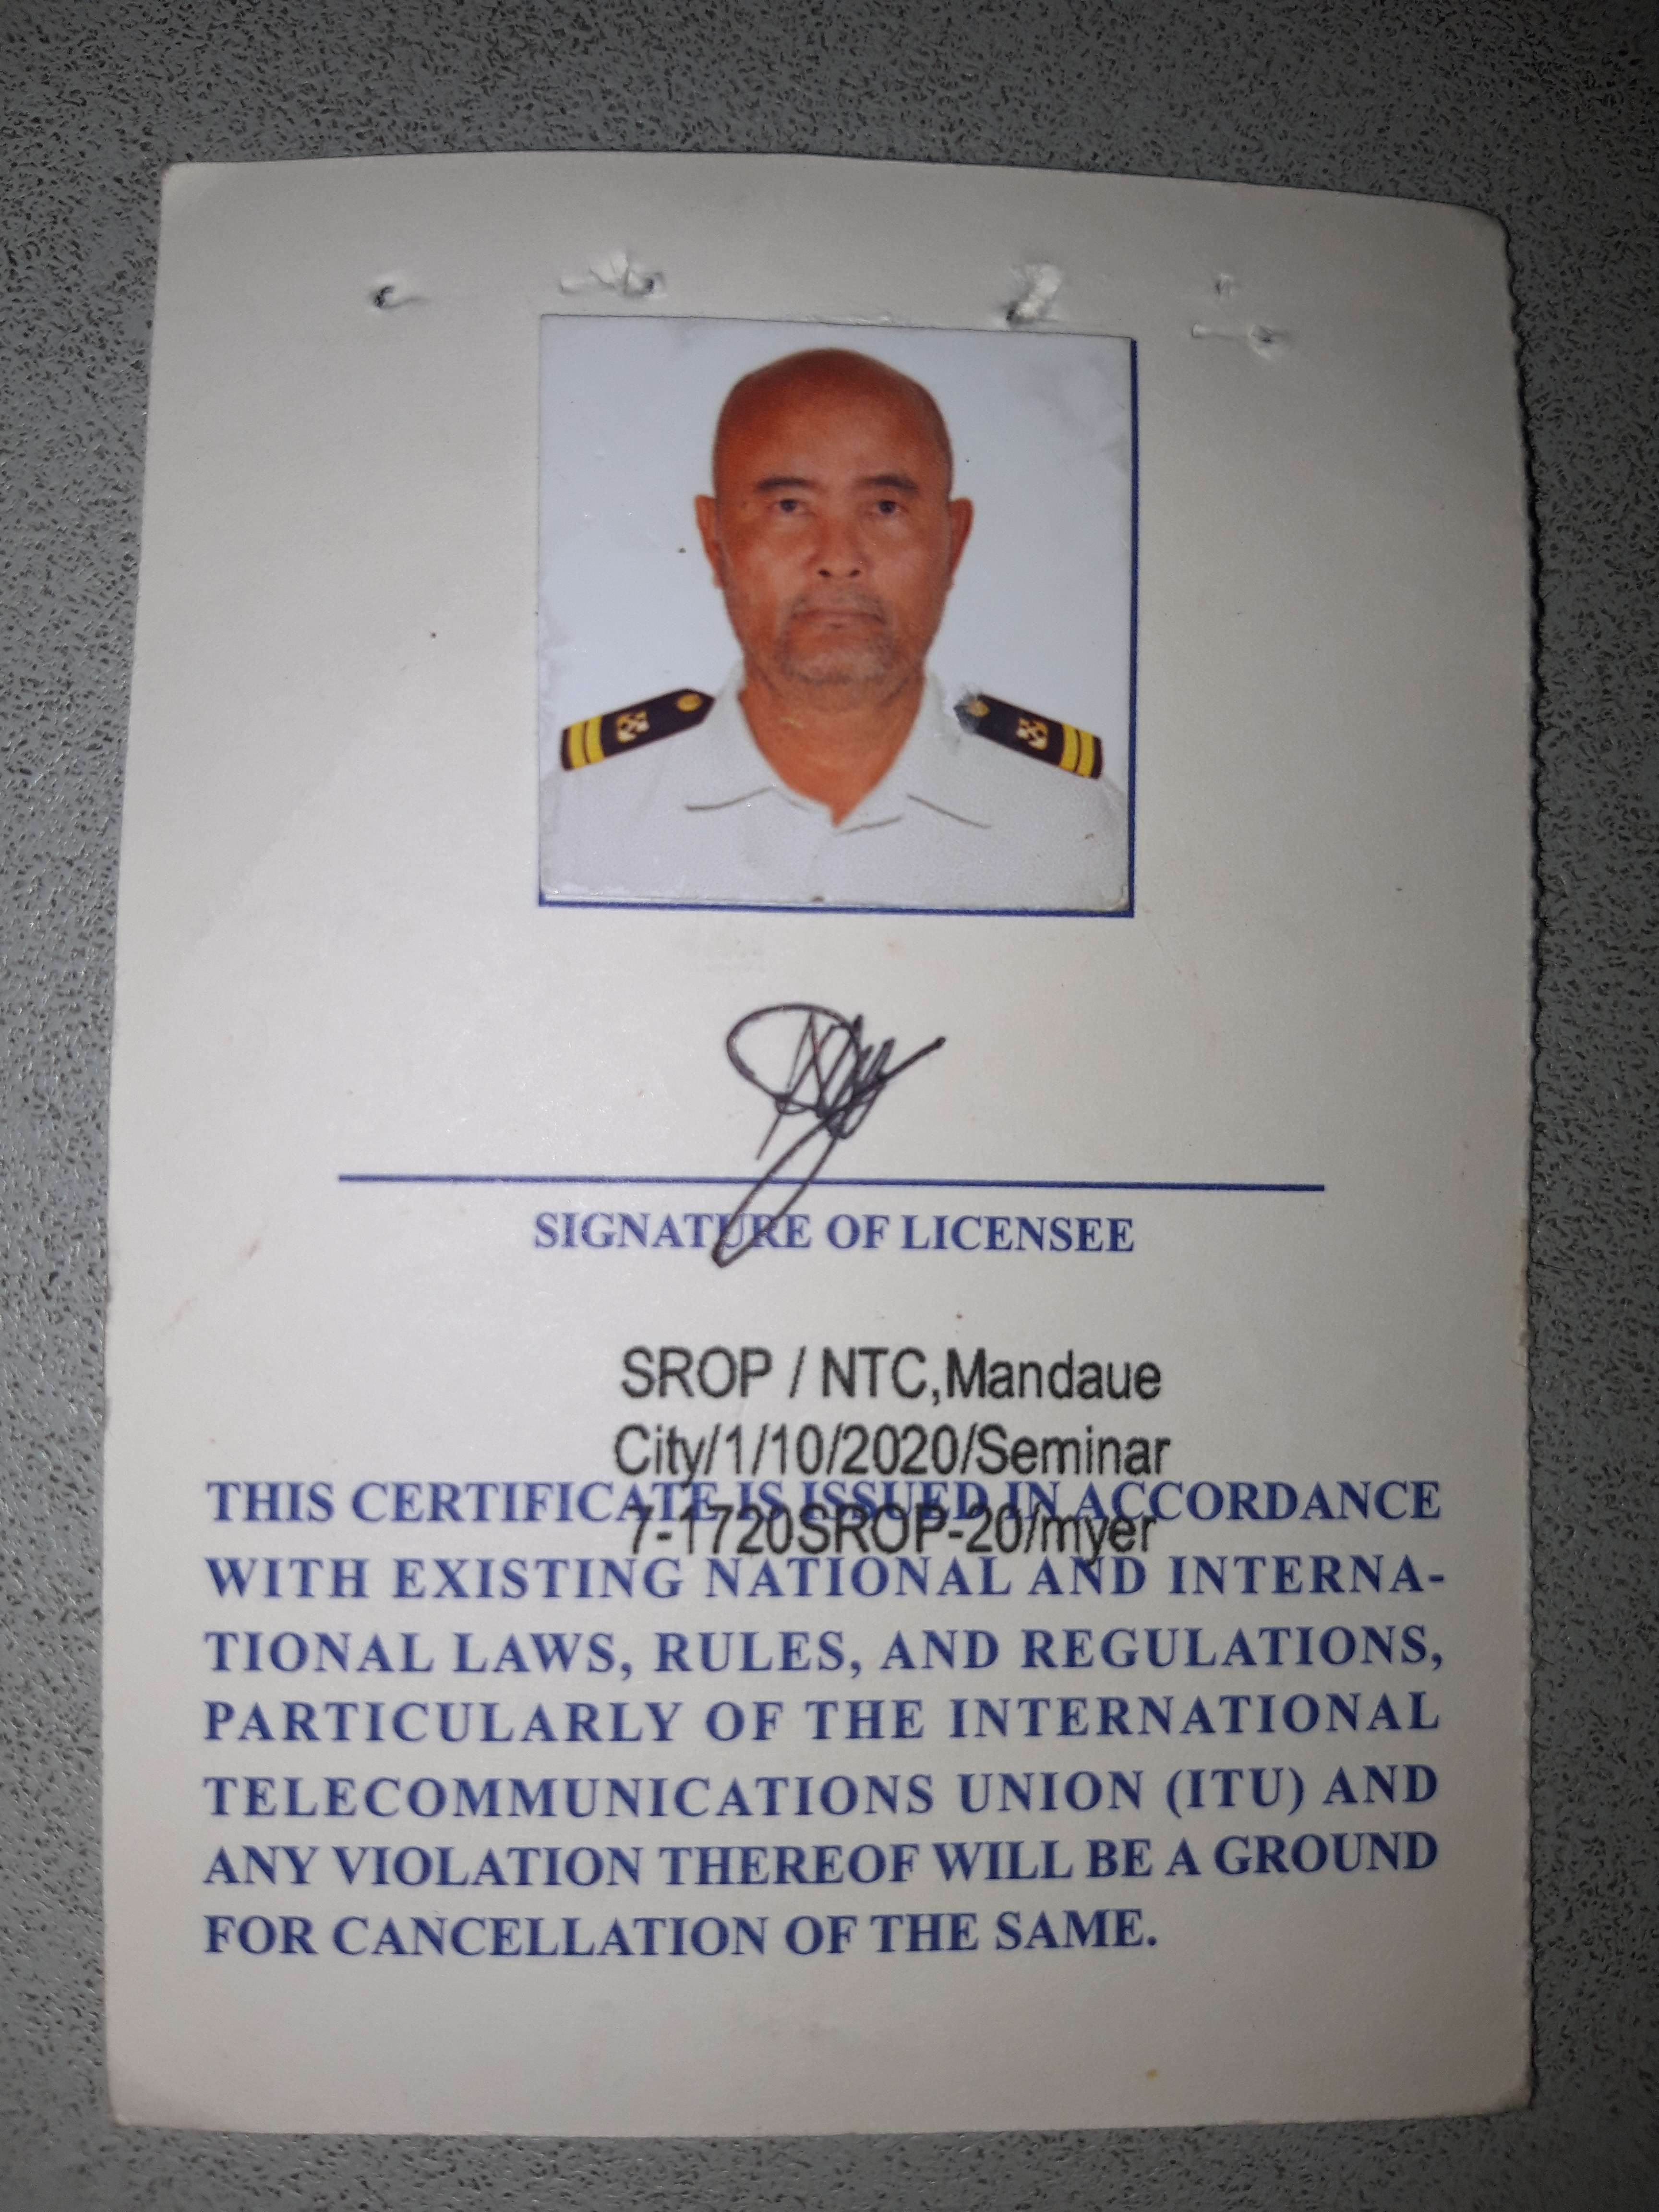 SIGNATURE OF LICENSEE
SROP / NTC,Mandaue
City/1/10/2020/Seminar
THIS CERTIFICATE IS ISSUED IN ACCORDANCE
7-1720SROP-20/myer
WITH EXISTING NATIONAL AND INTERNA-
TIONAL LAWS, RULES, AND REGULATIONS,
PARTICULARLY OF THE INTERNATIONAL
TELECOMMUNICATIONS UNION (ITU) AND
ANY VIOLATION THEREOF WILL BE A GROUND
FOR CANCELLATION OF THE SAME.